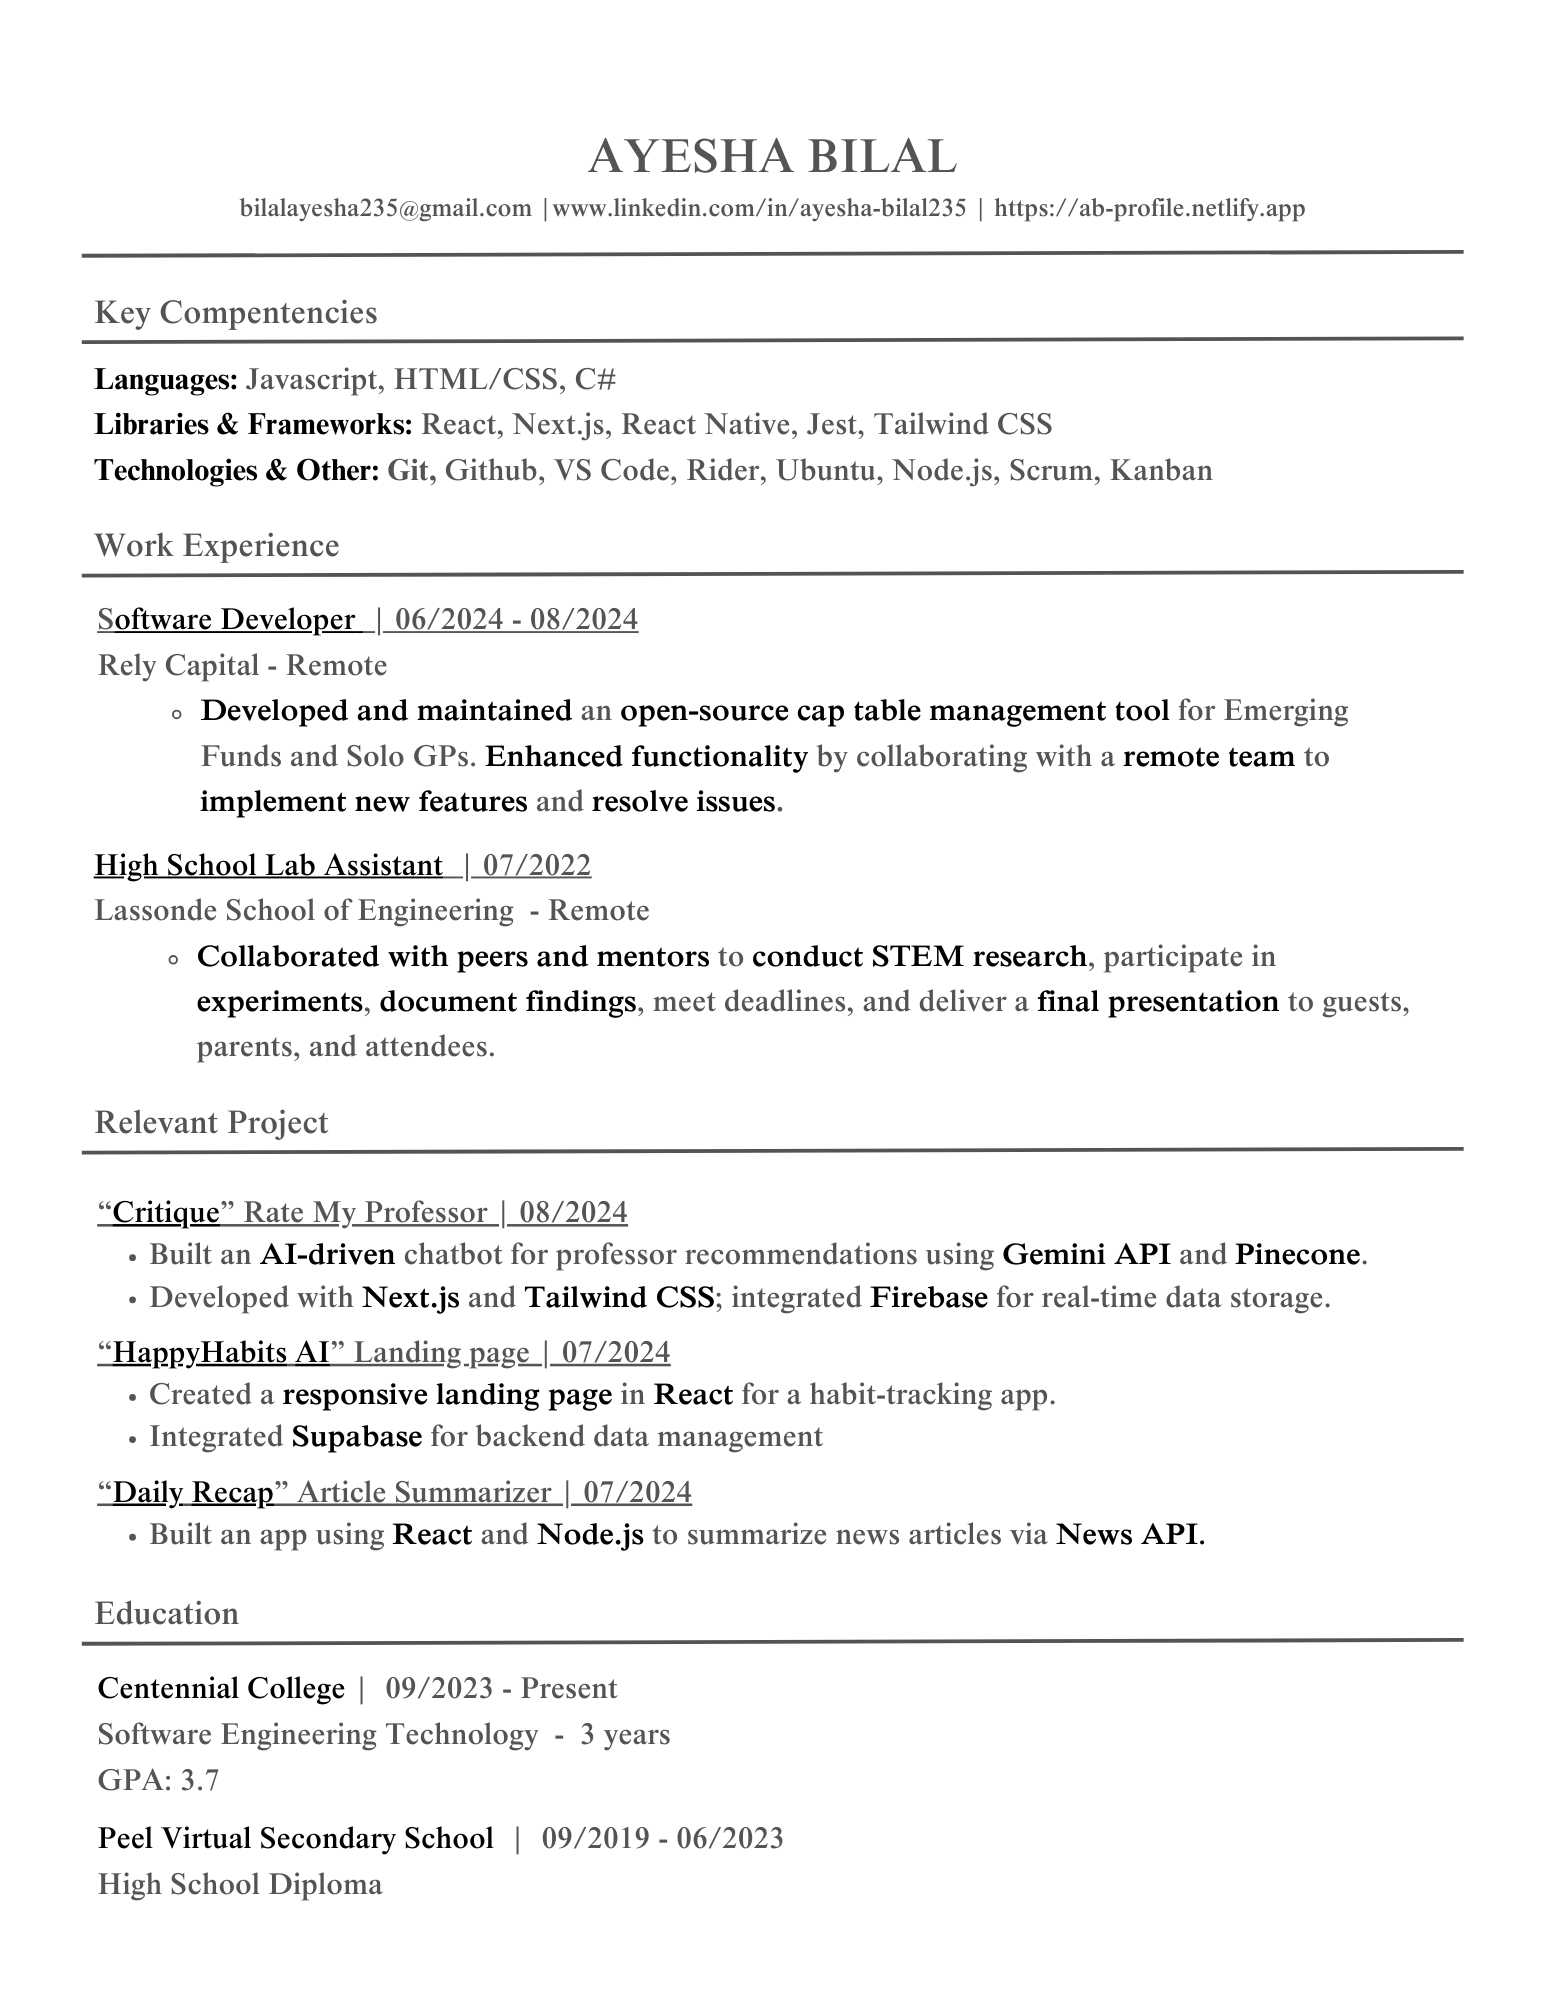 AYESHA BILAL
bilalayesha235@gmail.com |www.linkedin.com/in/ayesha-bilal235 | https://ab-profile.netlify.app
Key Compentencies
Languages: Javascript, HTML/CSS, C#
Libraries & Frameworks: React, Next.js, React Native, Jest, Tailwind CSS
Technologies & Other: Git, Github, VS Code, Rider, Ubuntu, Node.js, Scrum, Kanban
Work Experience
Software Developer | 06/2024 - 08/2024
Rely Capital - Remote
◦ Developed and maintained an open-source cap table management tool for Emerging
Funds and Solo GPs. Enhanced functionality by collaborating with a remote team to
implement new features and resolve issues.
High School Lab Assistant | 07/2022
Lassonde School of Engineering - Remote
◦ Collaborated with peers and mentors to conduct STEM research, participate in
experiments, document findings, meet deadlines, and deliver a final presentation to guests,
parents, and attendees.
Relevant Project
“Critique” Rate My Professor | 08/2024
• Built an AI-driven chatbot for professor recommendations using Gemini API and Pinecone.
• Developed with Next.js and Tailwind CSS; integrated Firebase for real-time data storage.
“HappyHabits AI” Landing page | 07/2024
• Created a responsive landing page in React for a habit-tracking app.
• Integrated Supabase for backend data management
“Daily Recap” Article Summarizer | 07/2024
• Built an app using React and Node.js to summarize news articles via News API.
Education
Centennial College | 09/2023 - Present
Software Engineering Technology - 3 years
GPA: 3.7
Peel Virtual Secondary School | 09/2019 - 06/2023
High School Diploma